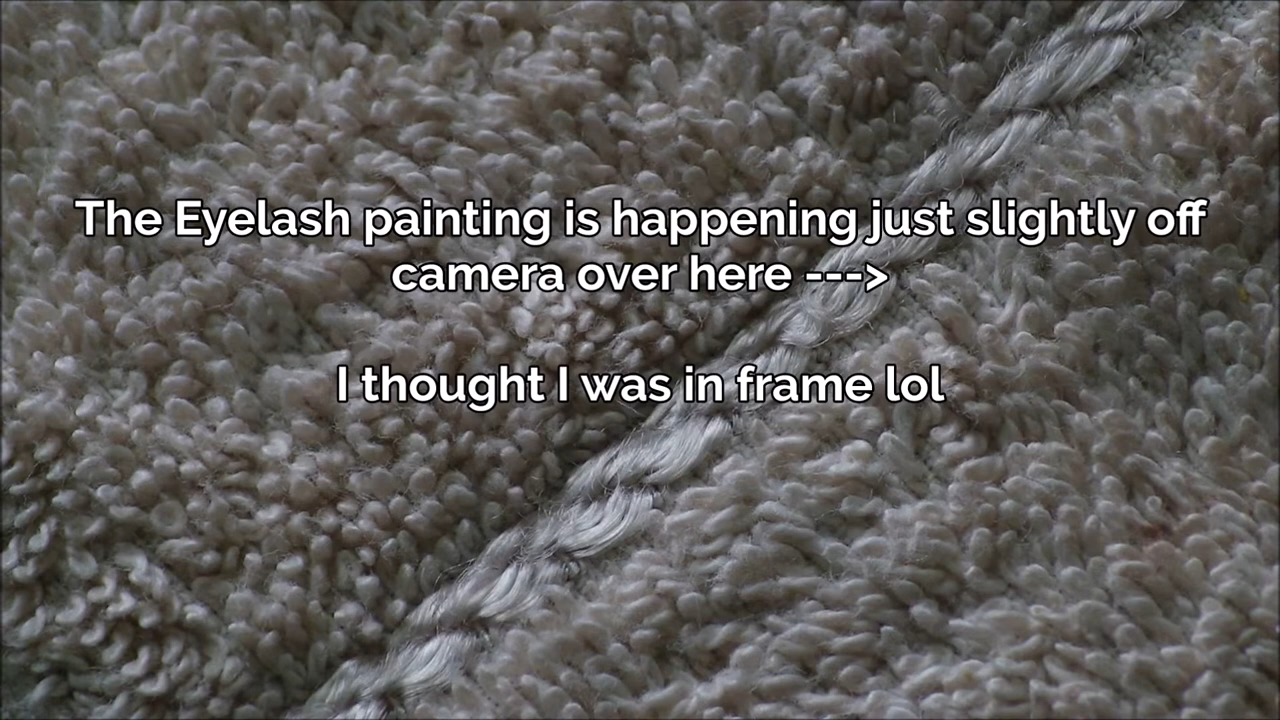 The Eyelash painting is happening just slightly off
camera over here --->
I thought I was in frame lol